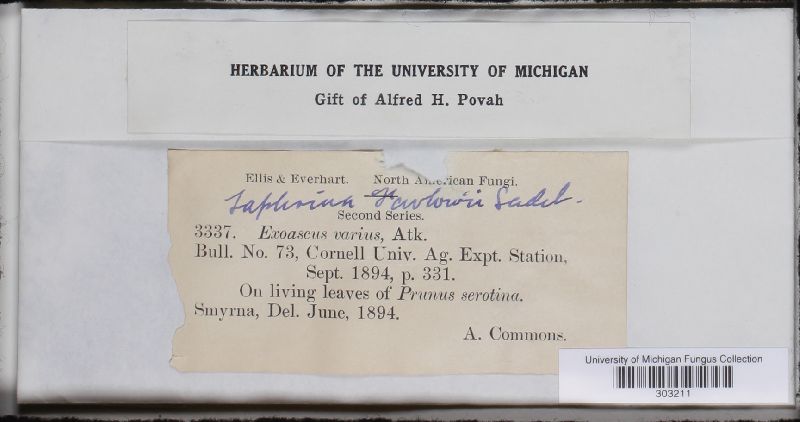 HERBARIUM OF THE UNIVERSITY OF MICHIGAN
Gift of Alfred H. Povah
Ellis & Everhart. North American Fungi.
Taphrina Farlowii Sadeb.
Second Series.
3337. Exoascus varius, Atk.
Bull. No. 73, Cornell Univ. Ag. Expt. Station,
Sept. 1894, p. 331.
On living leaves of Prunus serotina.
Smyrna, Del. June, 1894.
A. Commons.
University of Michigan Fungus Collection
303211